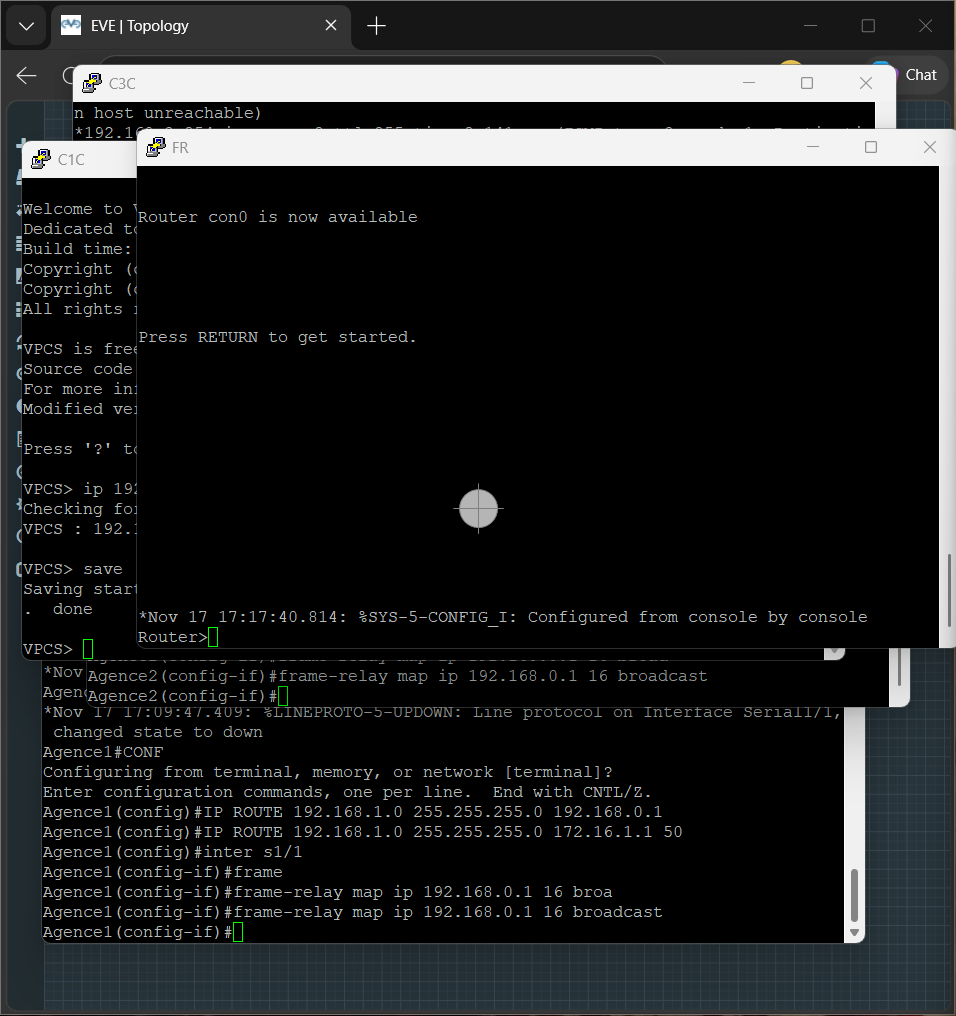 EVE | Topology
Chat
C3C
n host unreachable)
C1C
FR
Welcome to
Dedicated to
Build time:
Copyright (
Copyright (
All rights
VPCS is free
Source code
For more in
Modified ve
Press '?' to
VPCS> ip 192
Checking for
VPCS : 192.1
VPCS> save
Saving start
. done
VPCS>
Router con0 is now available
Press RETURN to get started.
*Nov 17 17:17:40.814: %SYS-5-CONFIG_I: Configured from console by console
Router>
Agence2(config-if)#frame-relay map ip 192.168.0.1 16 broadcast
Agence2(config-if)#
*Nov
Agenc
*Nov 17 17:09:47.409: %LINEPROTO-5-UPDOWN: Line protocol on Interface Serial1/1,
changed state to down
Agence1#CONF
Configuring from terminal, memory, or network [terminal]?
Enter configuration commands, one per line.  End with CNTL/Z.
Agence1(config)#IP ROUTE 192.168.1.0 255.255.255.0 192.168.0.1
Agence1(config)#IP ROUTE 192.168.1.0 255.255.255.0 172.16.1.1 50
Agence1(config)#inter s1/1
Agence1(config-if)#frame
Agence1(config-if)#frame-relay map ip 192.168.0.1 16 broa
Agence1(config-if)#frame-relay map ip 192.168.0.1 16 broadcast
Agence1(config-if)#